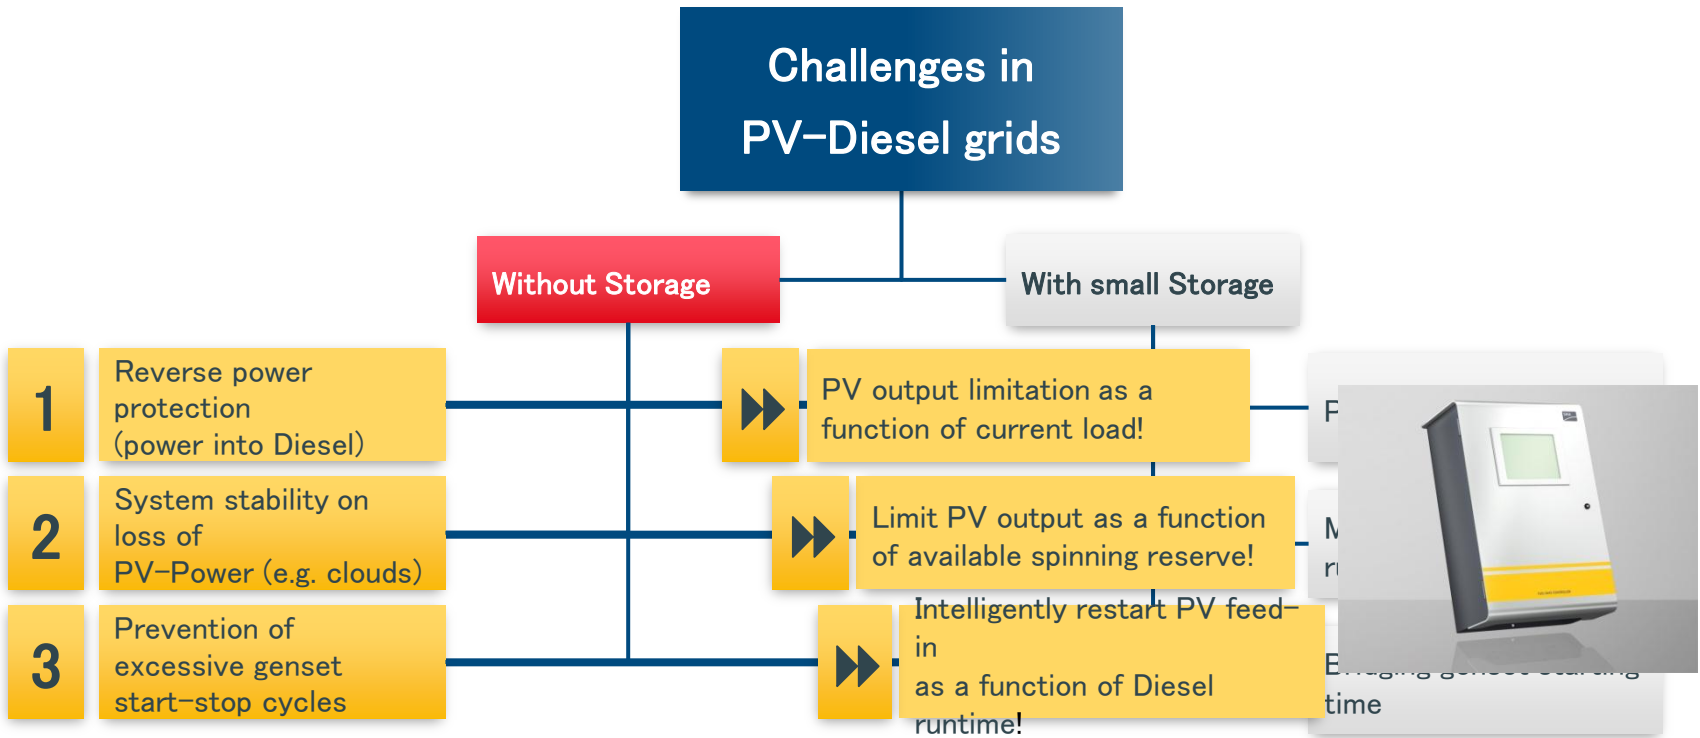 Challenges in
PV-Diesel grids
Without Storage
With small Storage
1
Reverse power
protection
(power into Diesel)
PV output limitation as a
function of current load!
2
System stability on
loss of
PV-Power (e.g. clouds)
Limit PV output as a function
of available spinning reserve!
3
Prevention of
excessive genset
start-stop cycles
Intelligently restart PV feed-
in
as a function of Diesel
runtime!
Bridging genset starting
time